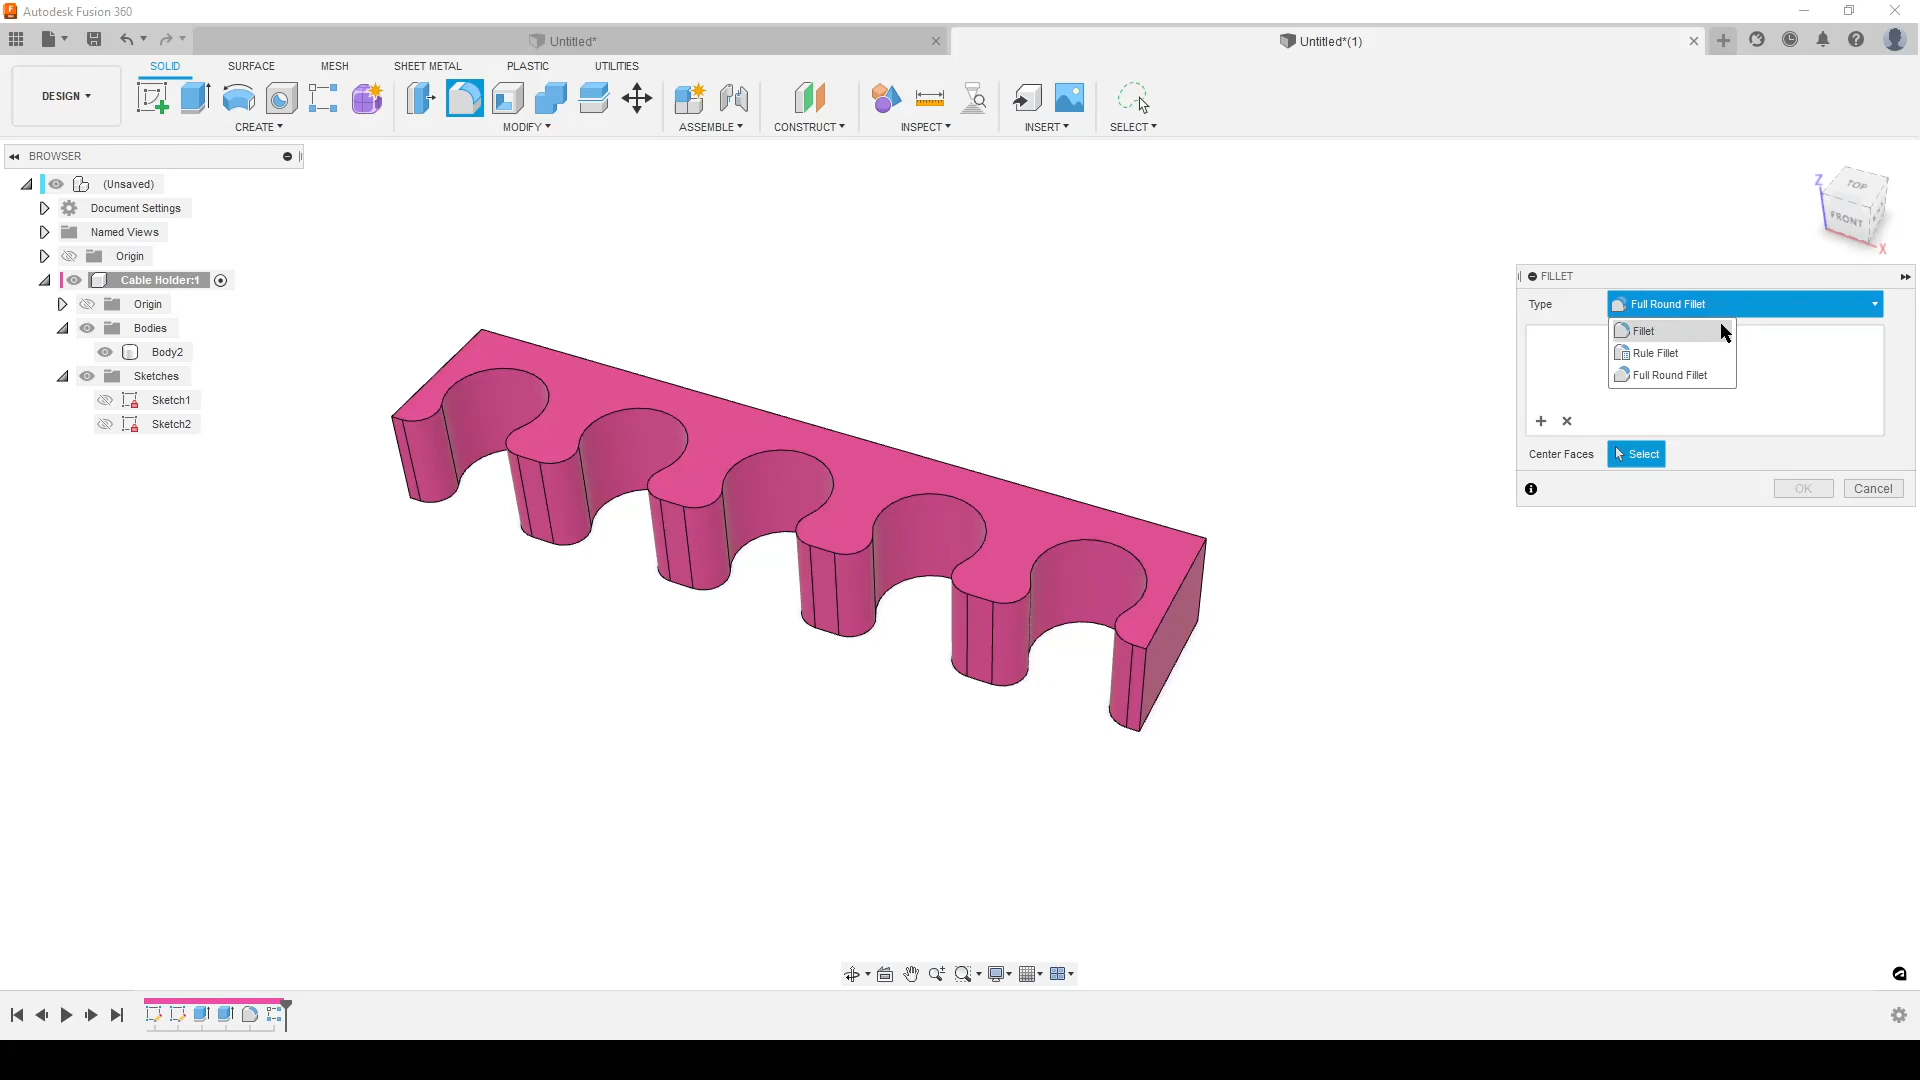 Autodesk Fusion 360
Untitled*
Untitled*(1)
SOLID SURFACE MESH SHEET METAL PLASTIC UTILITIES
DESIGN
CREATE MODIFY ASSEMBLE CONSTRUCT INSPECT INSERT SELECT
BROWSER
(Unsaved)
Document Settings
Named Views
Origin
Cable Holder:1
Origin
Bodies
Body2
Sketches
Sketch1
Sketch2
Z
TOP
FRONT
X
FILLET
Type Full Round Fillet
Fillet
Rule Fillet
Full Round Fillet
Center Faces Select
OK Cancel